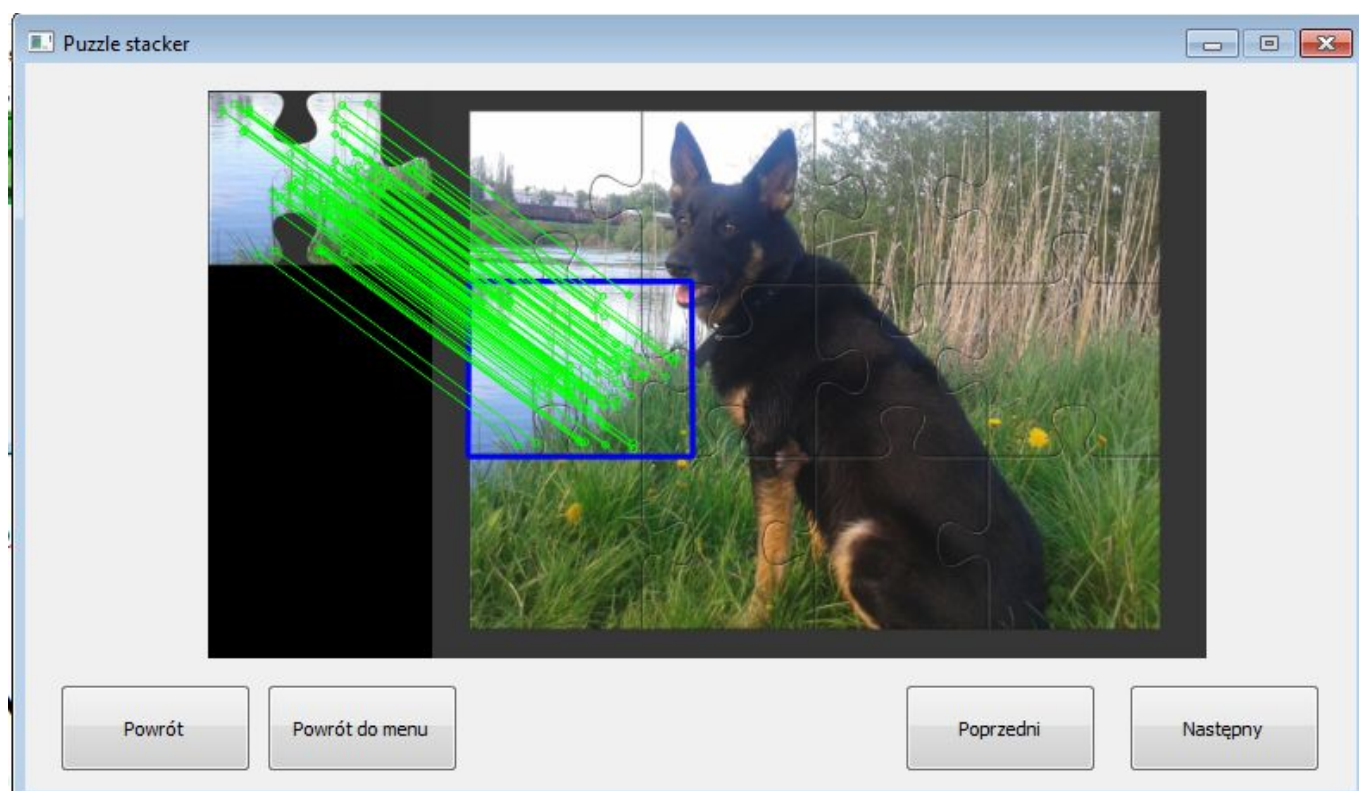 Puzzle stacker
Powrót
Powrót do menu
Poprzedni
Następny